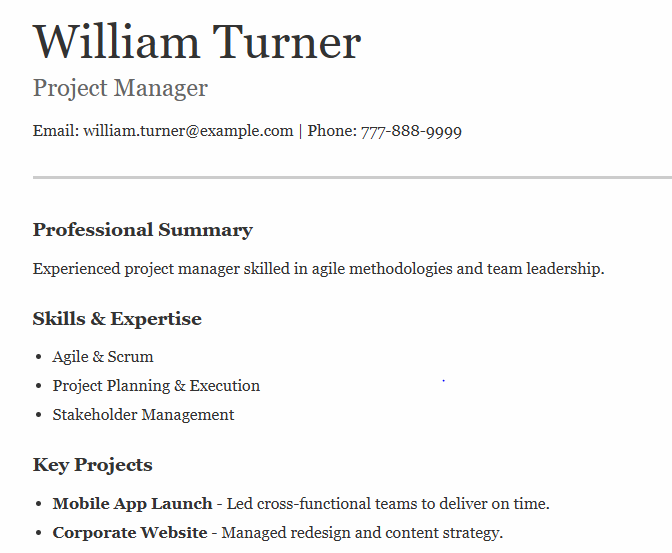 William Turner
Project Manager
Email: william.turner@example.com | Phone: 777-888-9999
Professional Summary
Experienced project manager skilled in agile methodologies and team leadership.
Skills & Expertise
• Agile & Scrum
• Project Planning & Execution
• Stakeholder Management
Key Projects
• Mobile App Launch - Led cross-functional teams to deliver on time.
• Corporate Website - Managed redesign and content strategy.